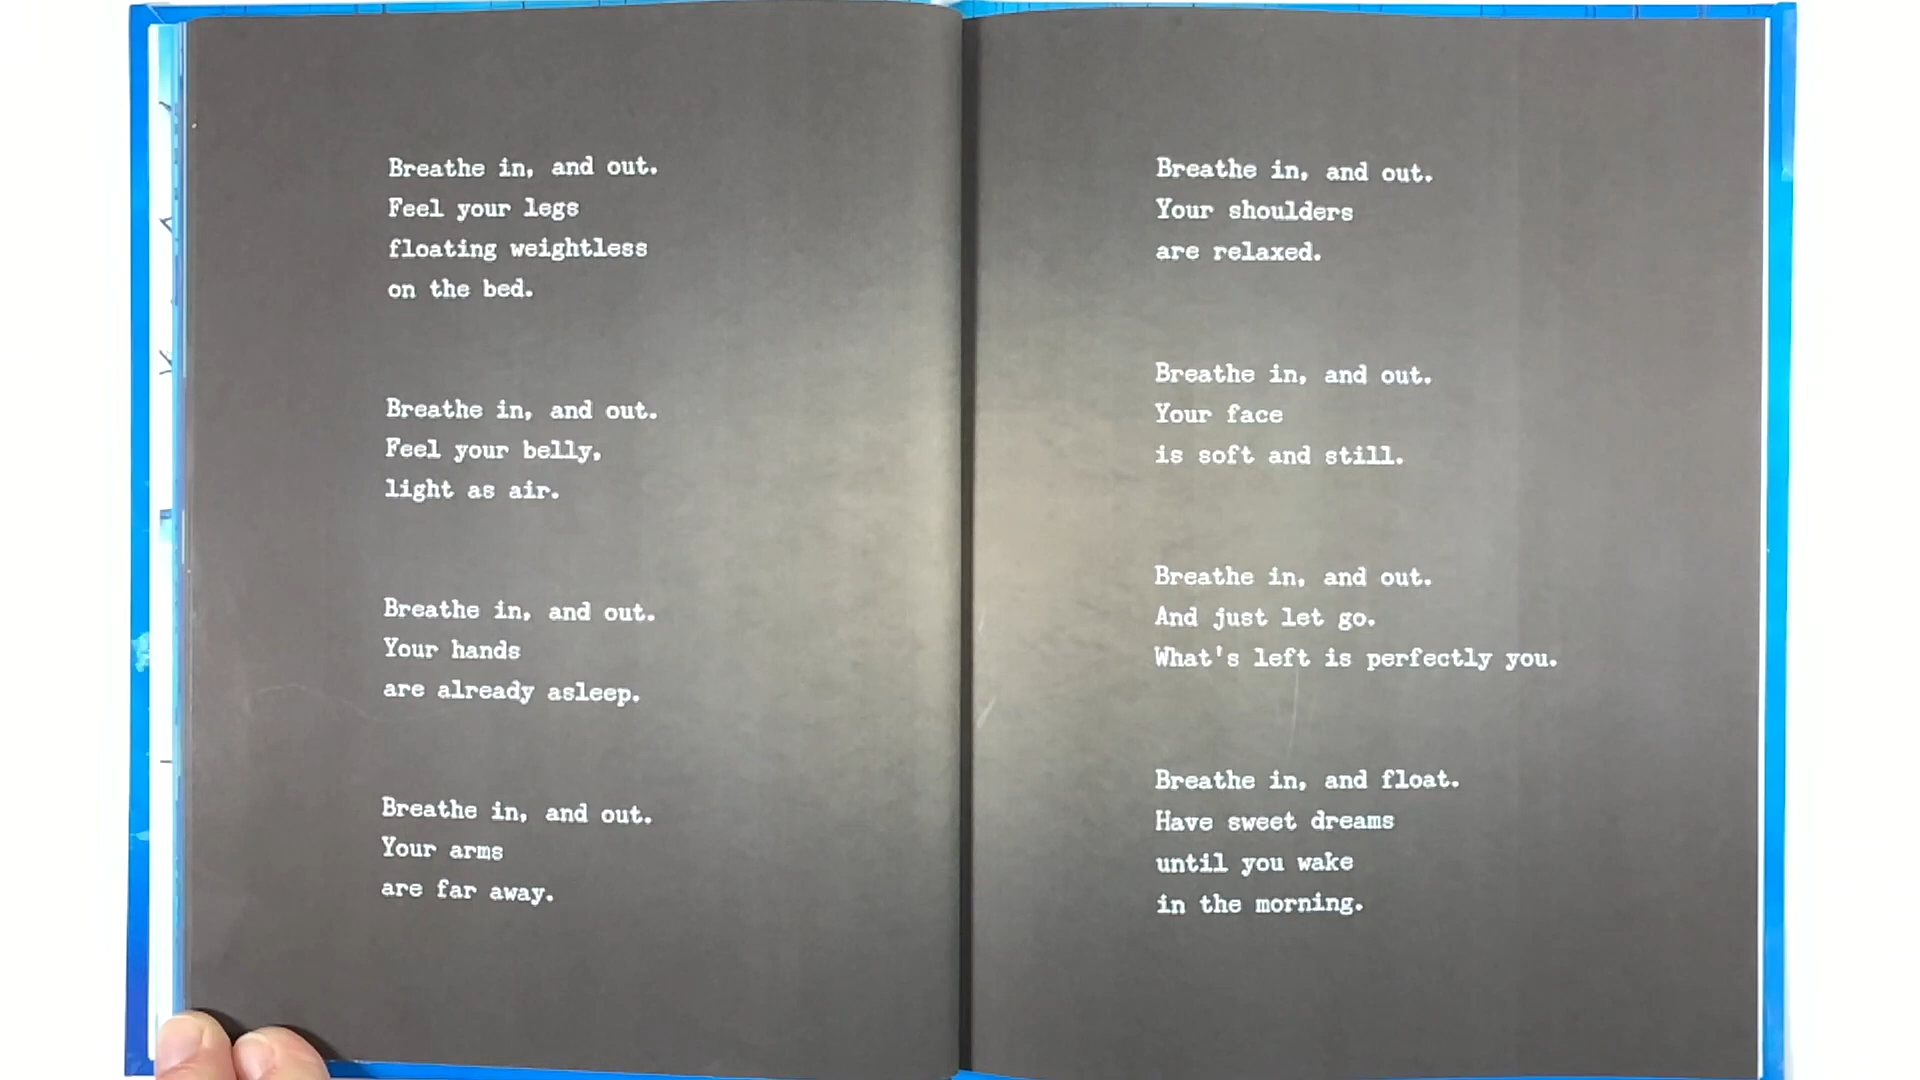 Breathe in, and out.
Feel your legs
floating weightless
on the bed.
Breathe in, and out.
Feel your belly,
light as air.
Breathe in, and out.
Your hands
are already asleep.
Breathe in, and out.
Your arms
are far away.
Breathe in, and out.
Your shoulders
are relaxed.
Breathe in, and out.
Your face
is soft and still.
Breathe in, and out.
And just let go.
What's left is perfectly you.
Breathe in, and float.
Have sweet dreams
until you wake
in the morning.